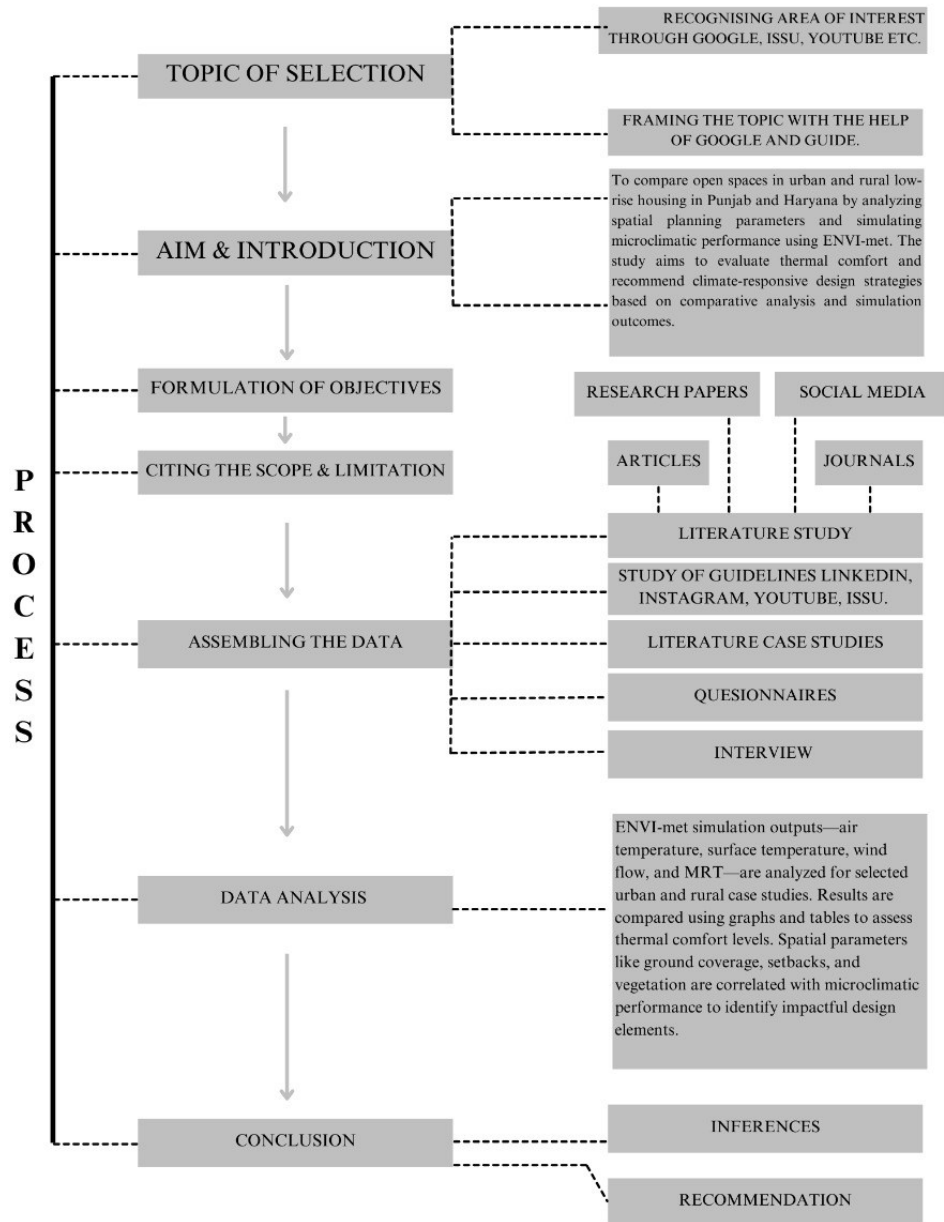 PROCESS
TOPIC OF SELECTION
RECOGNISING AREA OF INTEREST
THROUGH GOOGLE, ISSU, YOUTUBE ETC.
FRAMING THE TOPIC WITH THE HELP
OF GOOGLE AND GUIDE.
AIM & INTRODUCTION
To compare open spaces in urban and rural low-
rise housing in Punjab and Haryana by analyzing
spatial planning parameters and simulating
microclimatic performance using ENVI-met. The
study aims to evaluate thermal comfort and
recommend climate-responsive design strategies
based on comparative analysis and simulation
outcomes.
FORMULATION OF OBJECTIVES
CITING THE SCOPE & LIMITATION
RESEARCH PAPERS
SOCIAL MEDIA
ARTICLES
JOURNALS
ASSEMBLING THE DATA
LITERATURE STUDY
STUDY OF GUIDELINES LINKEDIN,
INSTAGRAM, YOUTUBE, ISSU.
LITERATURE CASE STUDIES
QUESIONNAIRES
INTERVIEW
DATA ANALYSIS
ENVI-met simulation outputs—air
temperature, surface temperature, wind
flow, and MRT—are analyzed for selected
urban and rural case studies. Results are
compared using graphs and tables to assess
thermal comfort levels. Spatial parameters
like ground coverage, setbacks, and
vegetation are correlated with microclimatic
performance to identify impactful design
elements.
CONCLUSION
INFERENCES
RECOMMENDATION